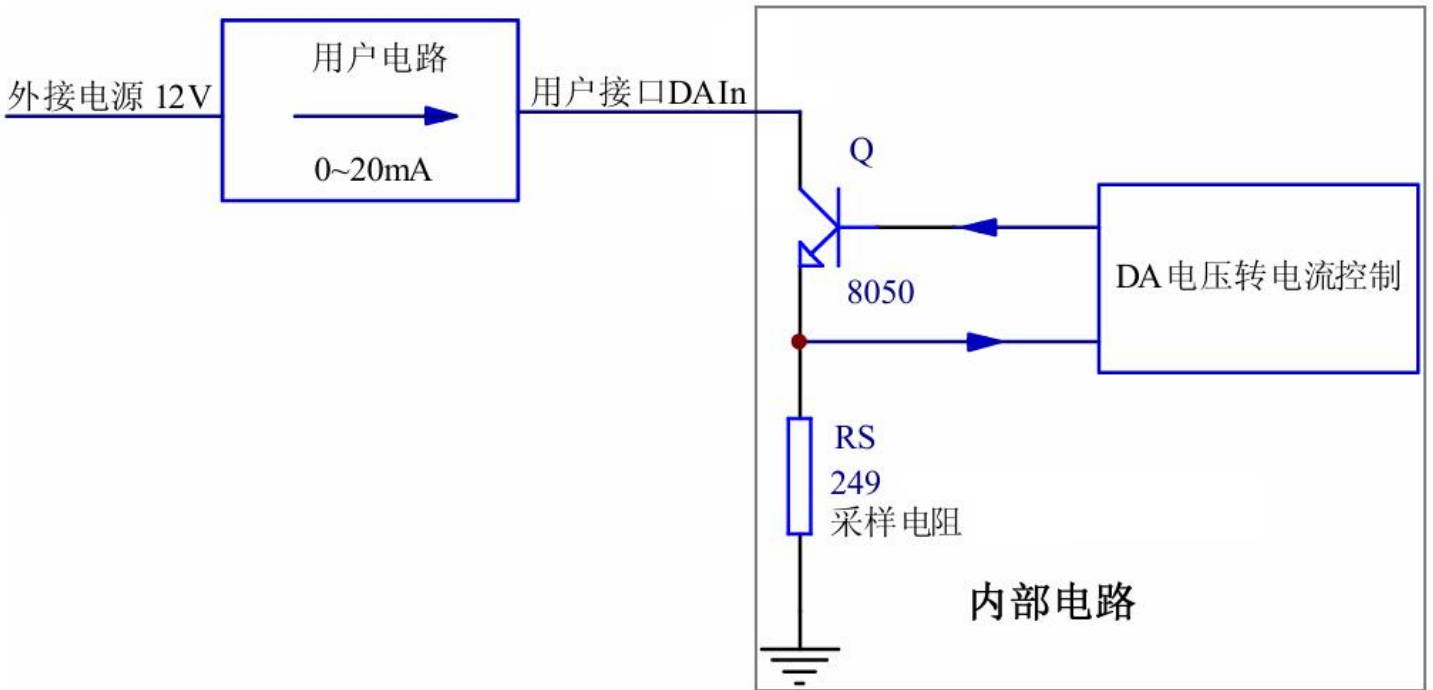 外接电源 12V
用户电路
0~20mA
用户接口DAIn
Q
8050
DA电压转电流控制
RS
249
采样电阻
内部电路